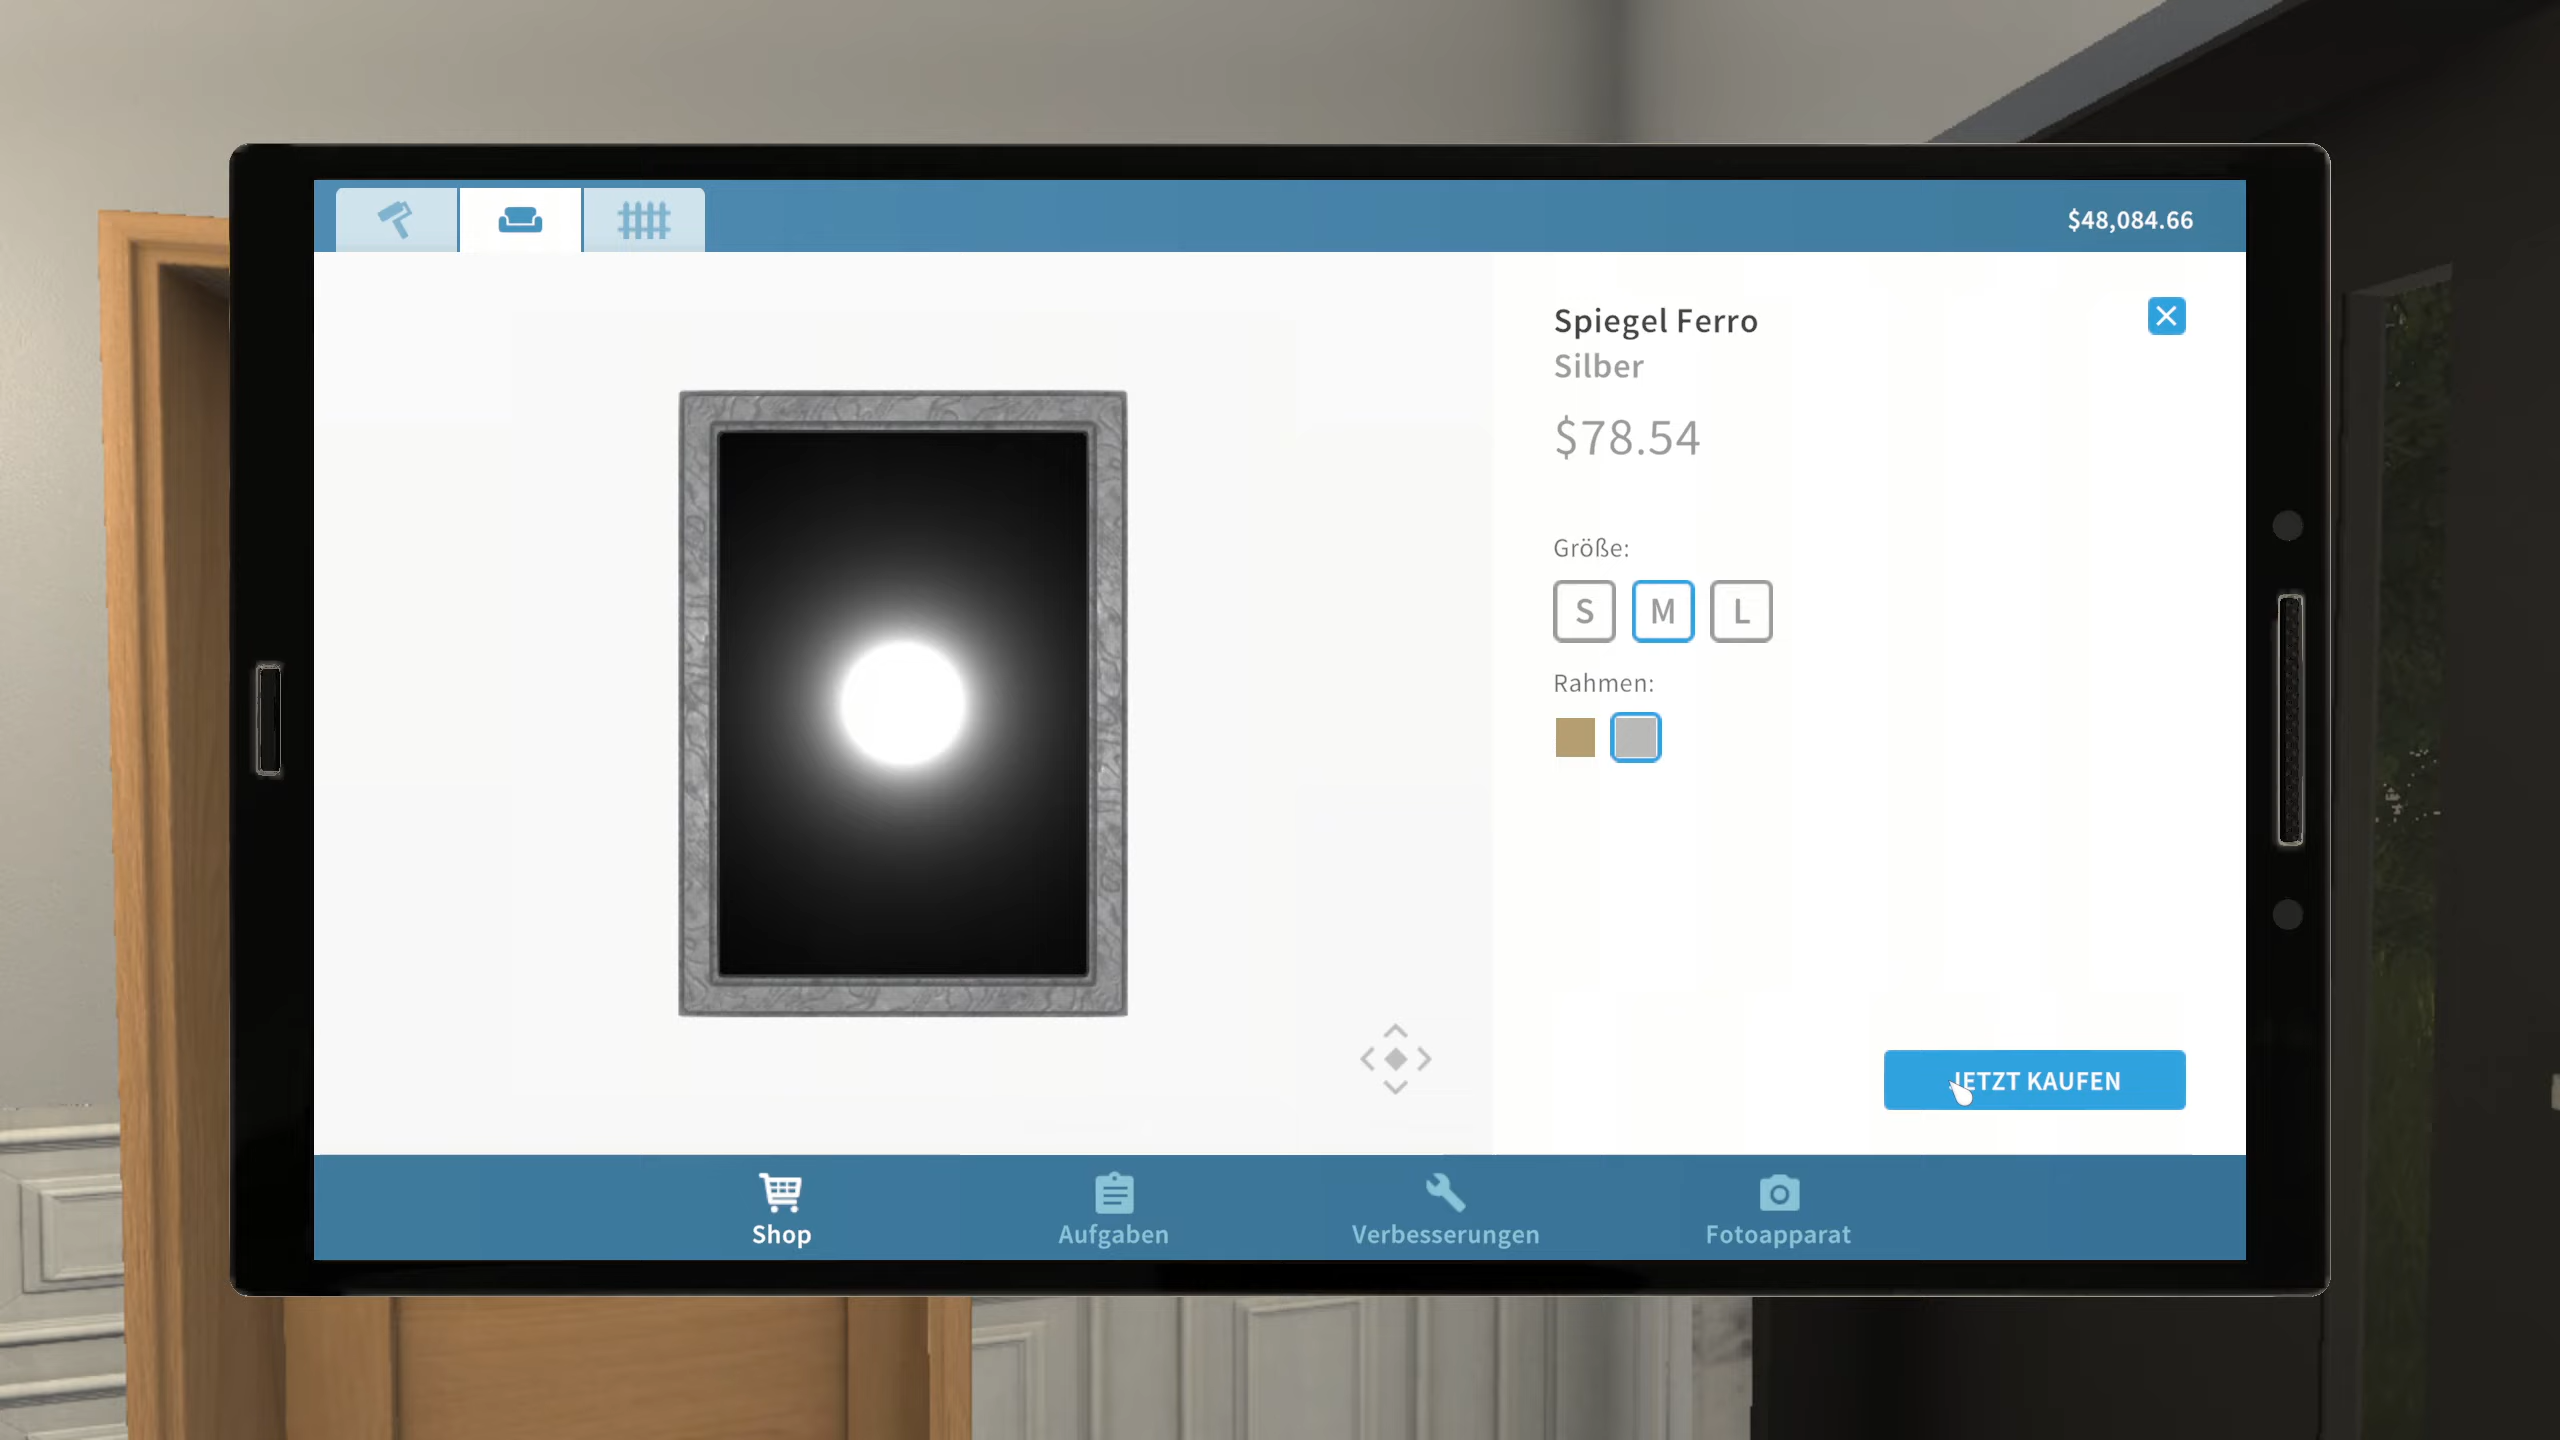 $48,084.66
Spiegel Ferro
Silber
$78.54
Größe:
S M L
Rahmen:
JETZT KAUFEN
Shop Aufgaben Verbesserungen Fotoapparat